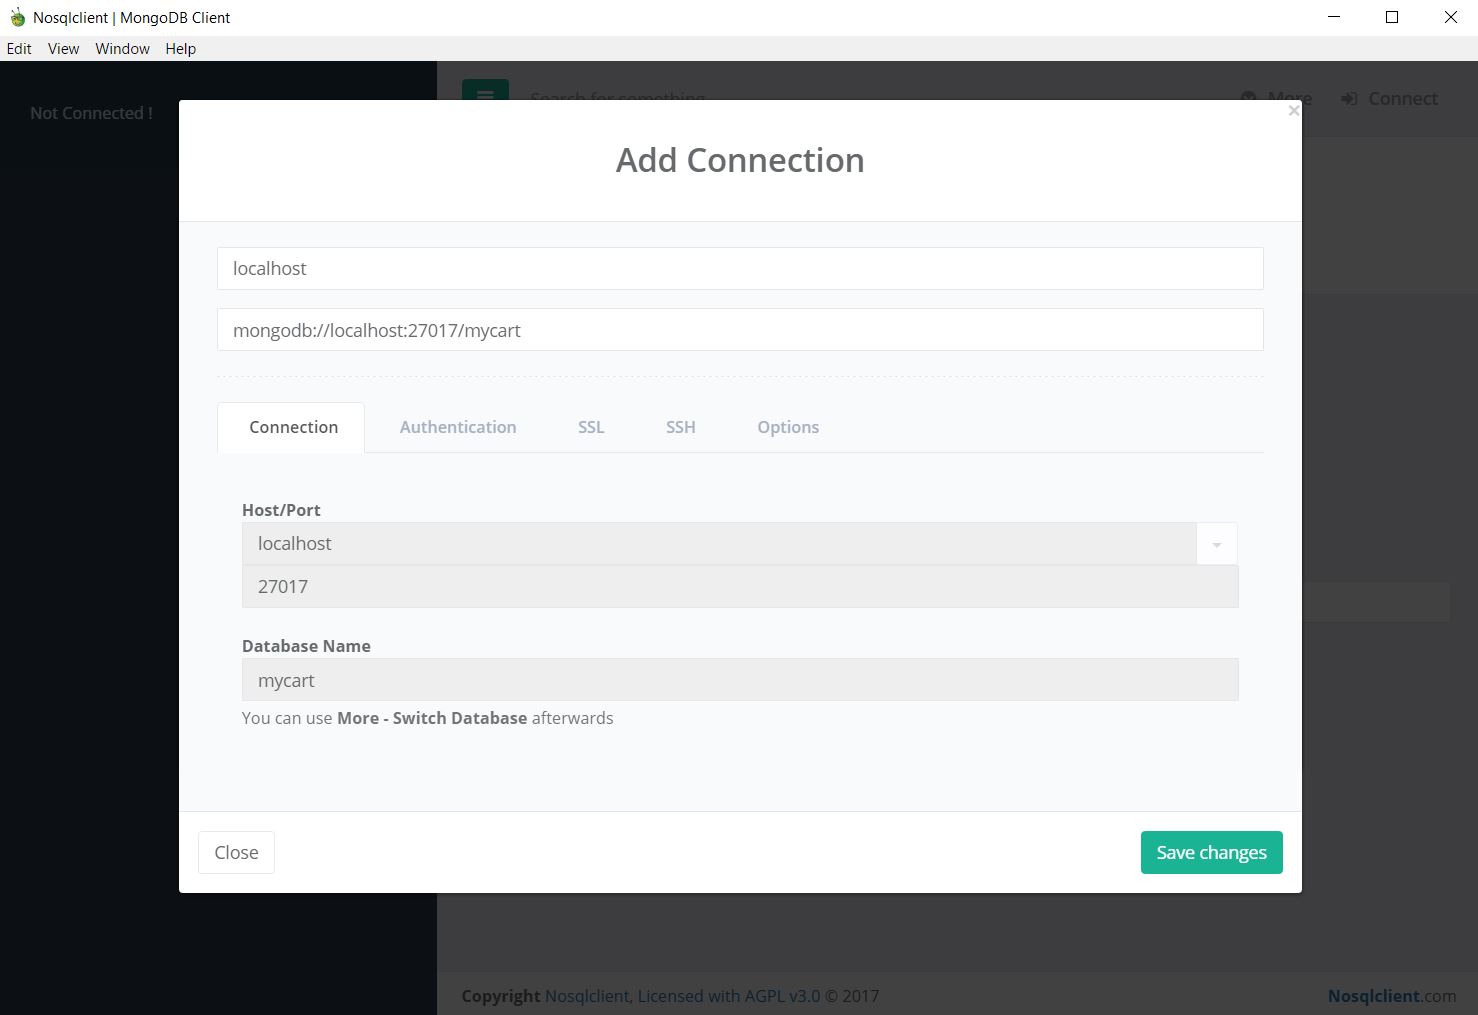 Nosqlclient | MongoDB Client
Edit View Window Help
Not Connected !
Search for something
More
Connect
×
Add Connection
localhost
mongodb://localhost:27017/mycart
Connection Authentication SSL SSH Options
Host/Port
localhost
27017
Database Name
mycart
You can use More - Switch Database afterwards
Close
Save changes
Copyright Nosqlclient, Licensed with AGPL v3.0 © 2017
Nosqlclient.com